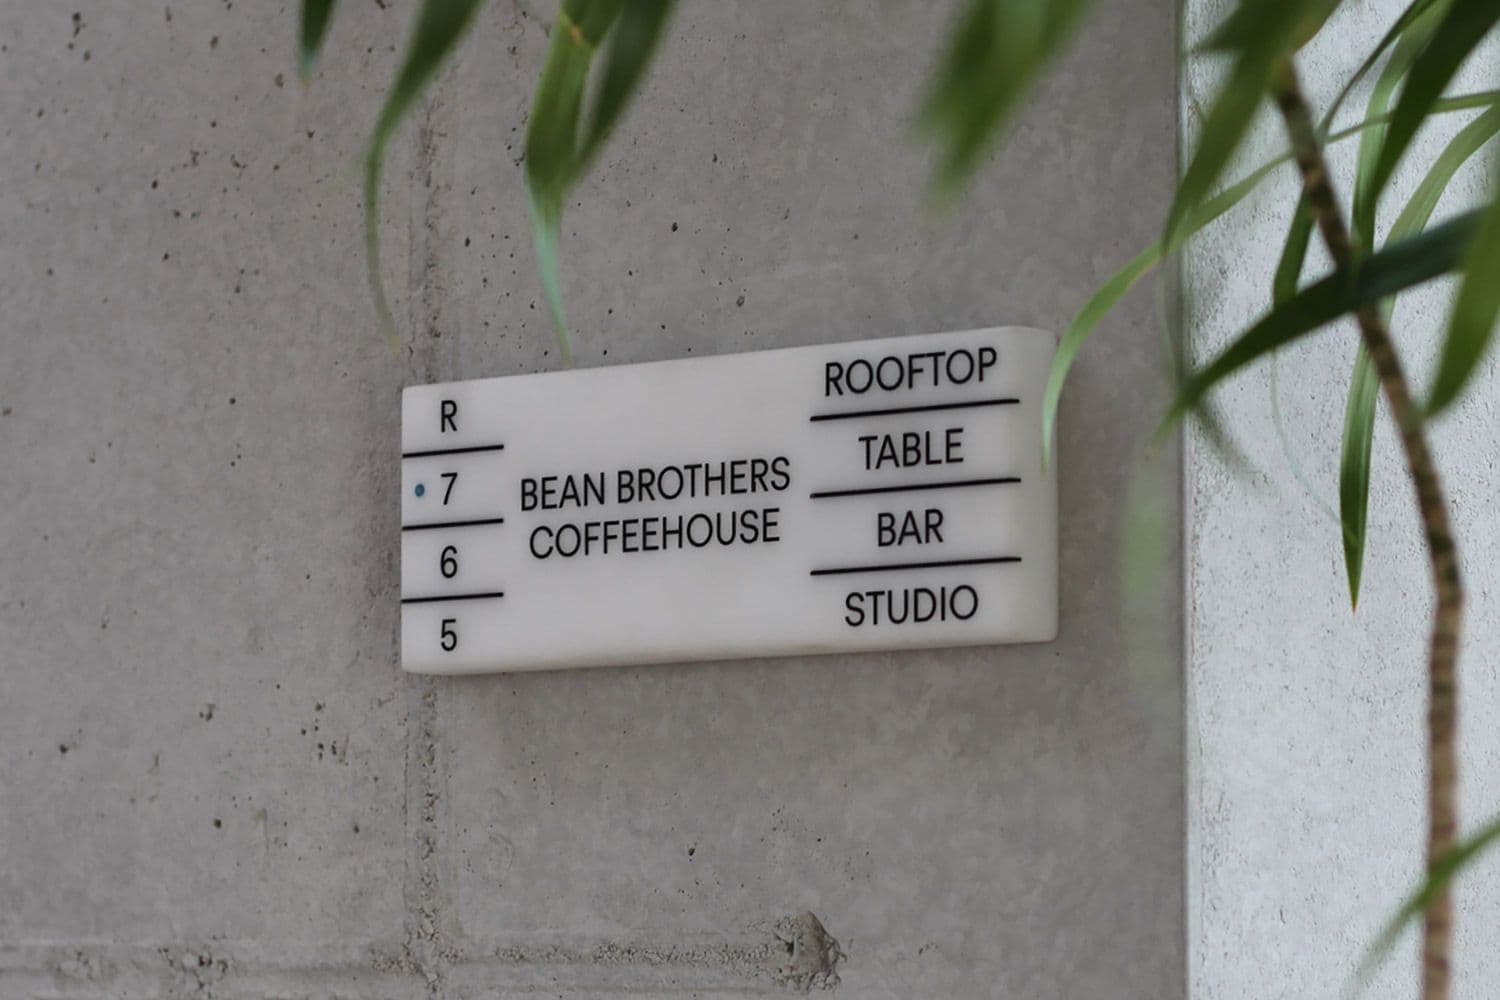 R
7
6
5
BEAN BROTHERS
COFFEEHOUSE
ROOFTOP
TABLE
BAR
STUDIO